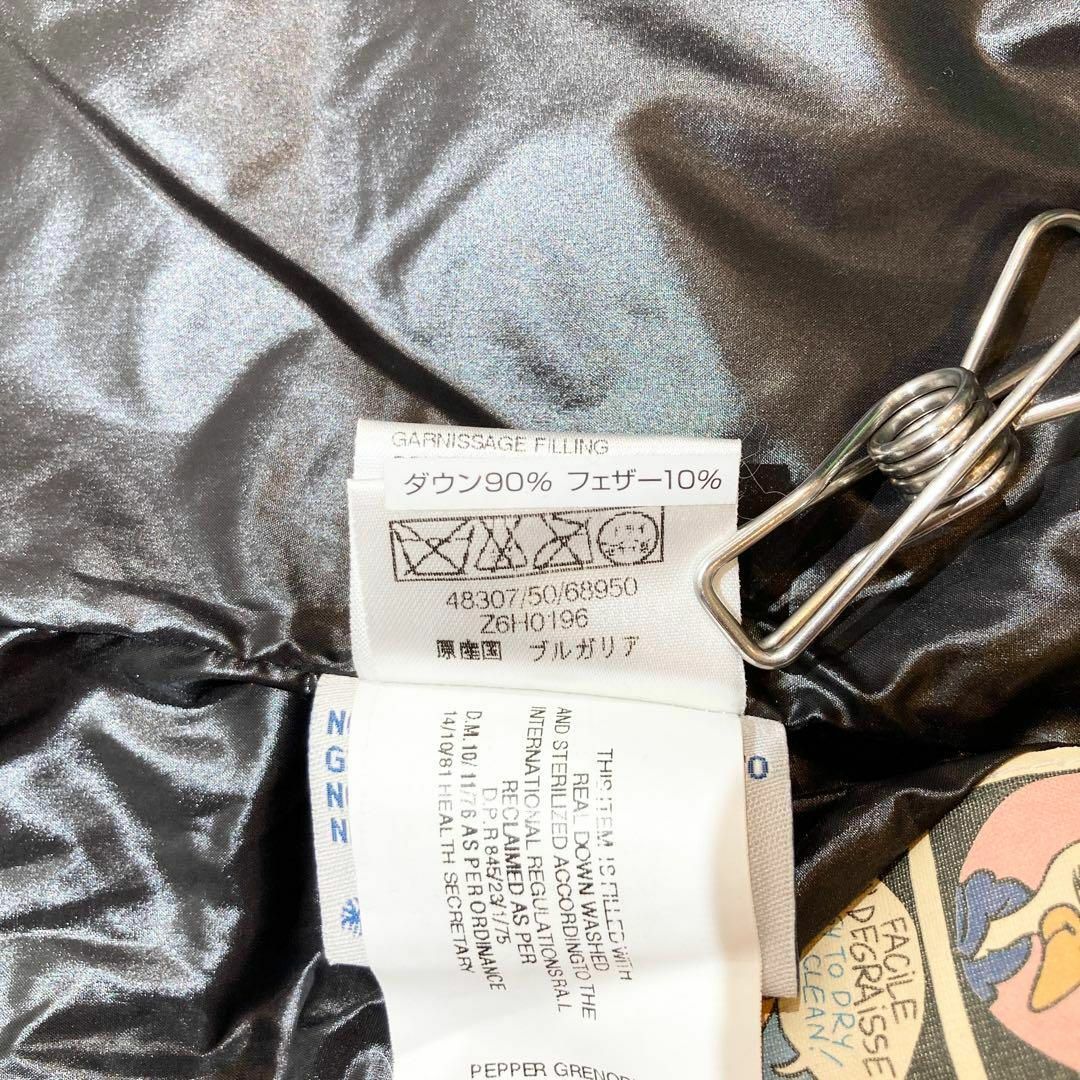 GARNISSAGE FILLING
ダウン90% フェザー10%
48307/50/68950
Z6H0196
原産国 ブルガリア
N
G
N
N
O
THIS ITEM IS FILLED WITH
REAL DOWN WASHED
AND STERILIZED ACCORDING TO THE
INTERNATIONAL REGULATIONS R.A.L
RECLAIMED AS PER
D.P.R 845/23/1/75
D.M. 10/11/76 AS PER ORDINANCE
14/10/81 HEALTH SECRETARY
PEPPER
FACILE
DEGRAISSE
TO DRY
CLEAN!